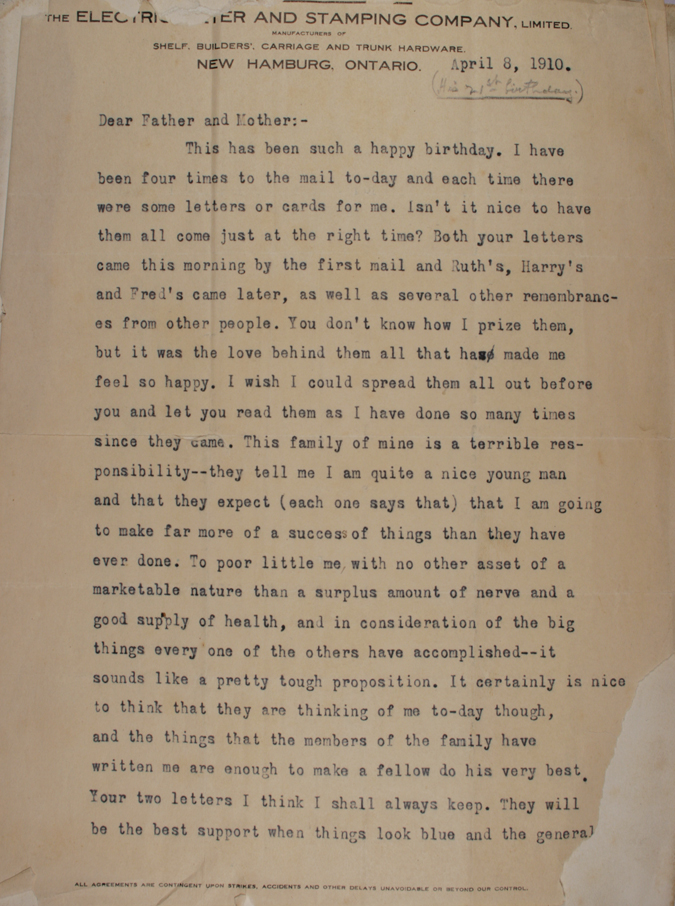 THE ELECTRIC AND STAMPING COMPANY, LIMITED.
MANUFACTURERS OF
SHELF, BUILDERS', CARRIAGE AND TRUNK HARDWARE.
NEW HAMBURG, ONTARIO. April 8, 1910.
(His 21st birthday.)
Dear Father and Mother:-
This has been such a happy birthday. I have
been four times to the mail to-day and each time there
were some letters or cards for me. Isn't it nice to have
them all come just at the right time? Both your letters
came this morning by the first mail and Ruth's, Harry's
and Fred's came later, as well as several other remembranc-
es from other people. You don't know how I prize them,
but it was the love behind them all that has made me
feel so happy. I wish I could spread them all out before
you and let you read them as I have done so many times
since they came. This family of mine is a terrible res-
ponsibility--they tell me I am quite a nice young man
and that they expect (each one says that) that I am going
to make far more of a success of things than they have
ever done. To poor little me, with no other asset of a
marketable nature than a surplus amount of nerve and a
good supply of health, and in consideration of the big
things every one of the others have accomplished--it
sounds like a pretty tough proposition. It certainly is nice
to think that they are thinking of me to-day though,
and the things that the members of the family have
written me are enough to make a fellow do his very best.
Your two letters I think I shall always keep. They will
be the best support when things look blue and the general
ALL AGREEMENTS ARE CONTINGENT UPON STRIKES, ACCIDENTS AND OTHER DELAYS UNAVOIDABLE OR BEYOND OUR CONTROL.